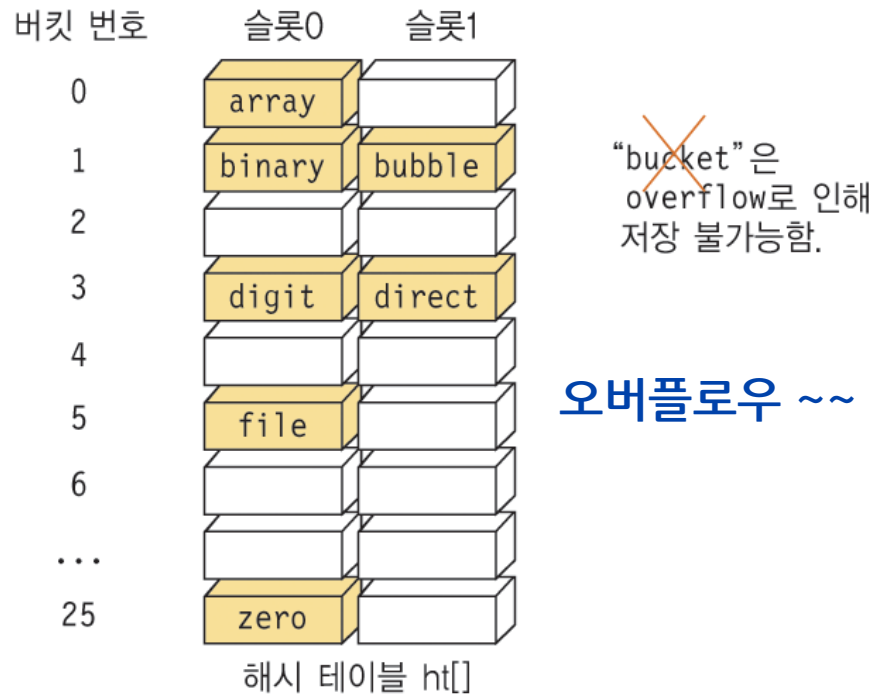 버킷 번호 슬롯0 슬롯1
0 array
1 binary bubble
2
3 digit direct
4
5 file
6
...
25 zero
해시 테이블 ht[]
“bucket”은
overflow로 인해
저장 불가능함.
오버플로우 ~~